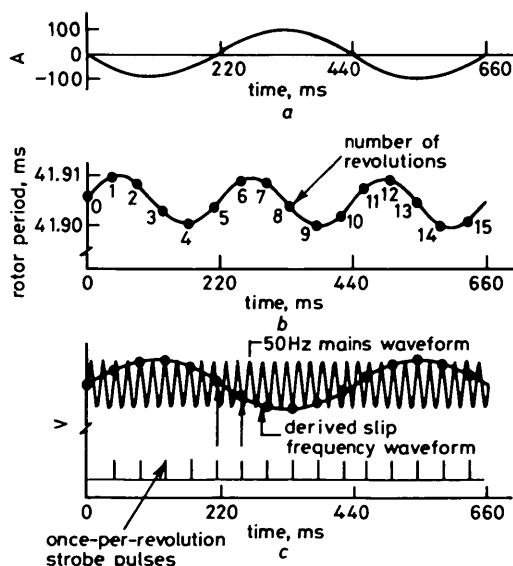 A
100
0
-100
220
440
660
time, ms
a
rotor period, ms
41.91
41.90
number of
revolutions
0
1
2
3
4
5
6
7
8
9
10
11
12
13
14
15
0
220
440
660
time, ms
b
V
50Hz mains waveform
derived slip
frequency waveform
0
220
440
660
once-per-revolution
strobe pulses
time, ms
c